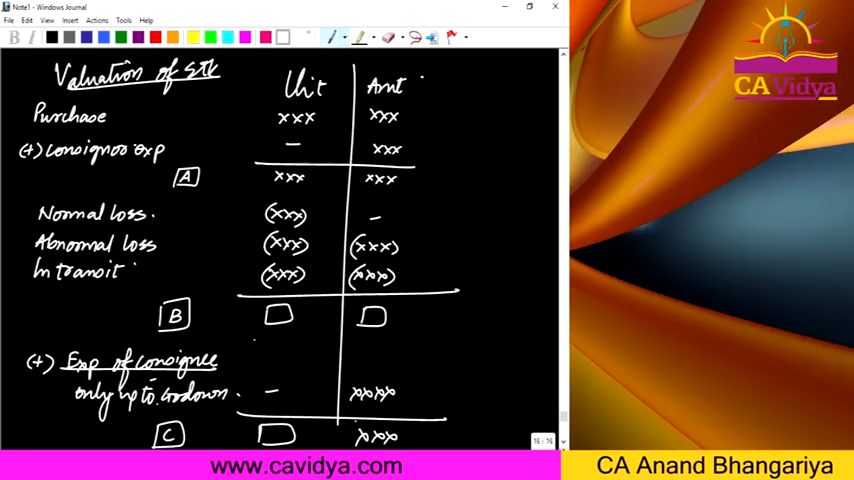 Note1 - Windows Journal
File Edit View Insert Actions Tools Help
B I
Valuation of Stk Unit Amt
Purchase xxx xxx
(+) Consignor exp - xxx
A xxx xxx
Normal loss. (xxx) -
Abnormal loss (xxx) (xxx)
In transit (xxx) (xxx)
B
(+) Exp of consignee
only up to Godown. - xxxx
C xxx
16 / 16
CA Vidya
www.cavidya.com
CA Anand Bhangariya